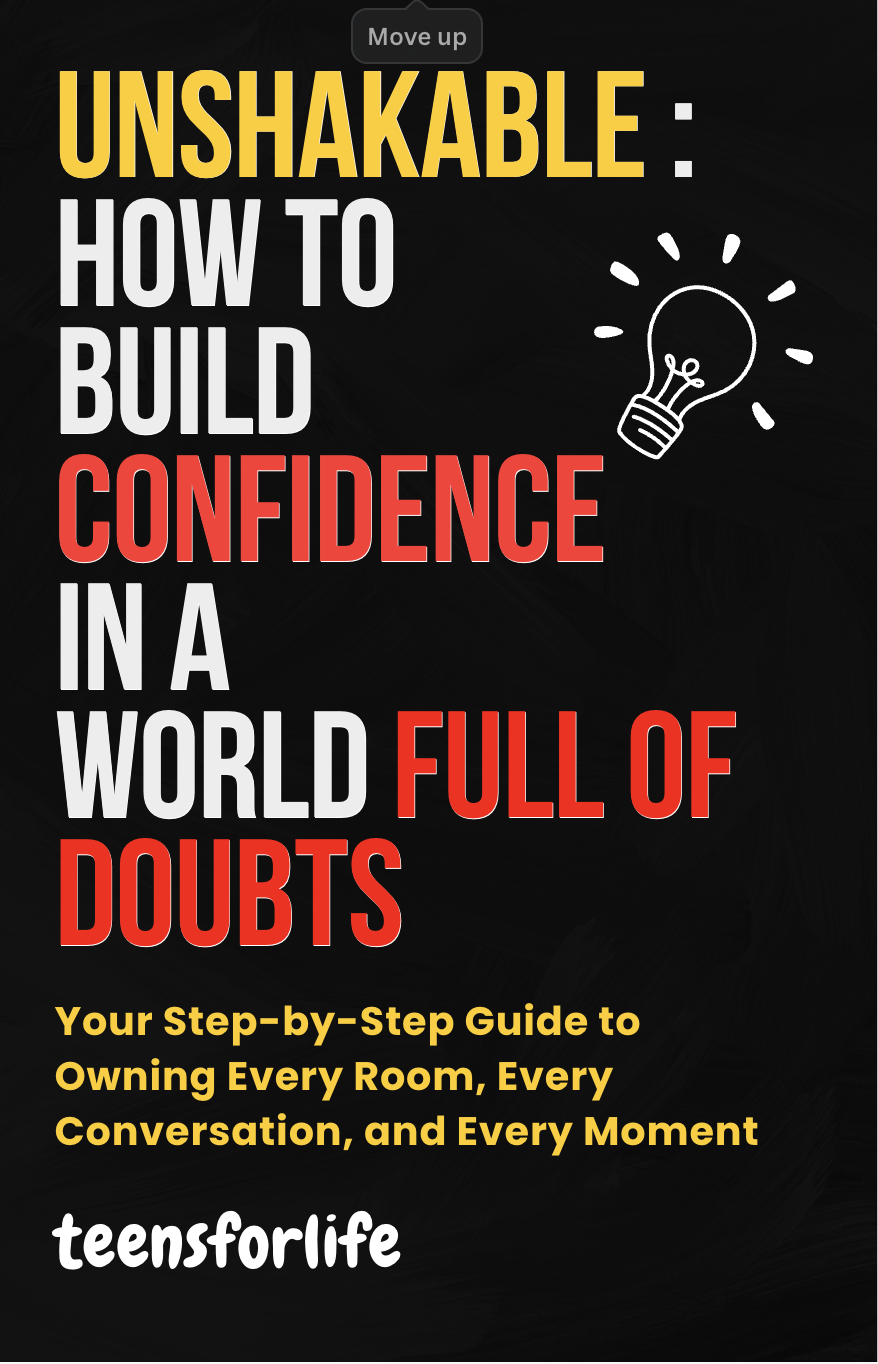 Move up
UNSHAKABLE :
HOW TO
BUILD
CONFIDENCE
IN A
WORLD FULL OF
DOUBTS
Your Step-by-Step Guide to
Owning Every Room, Every
Conversation, and Every Moment
teensforlife